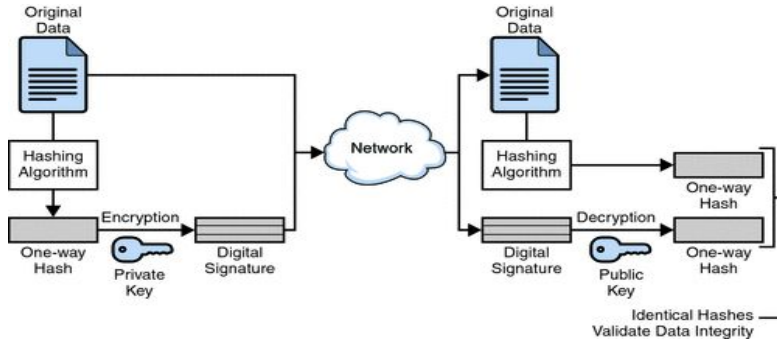 Original
Data
Hashing
Algorithm
One-way
Hash
Encryption
Private
Key
Digital
Signature
Network
Original
Data
Hashing
Algorithm
One-way
Hash
Digital
Signature
Decryption
Public
Key
One-way
Hash
Identical Hashes
Validate Data Integrity